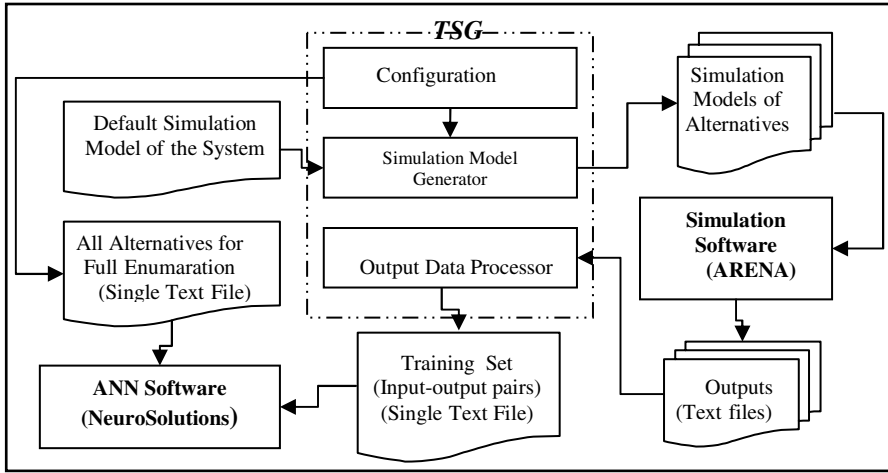 TSG
Configuration
Simulation
Models of
Alternatives
Default Simulation
Model of the System
Simulation Model
Generator
All Alternatives for
Full Enumaration
(Single Text File)
Output Data Processor
Simulation
Software
(ARENA)
ANN Software
(NeuroSolutions)
Training Set
(Input-output pairs)
(Single Text File)
Outputs
(Text files)